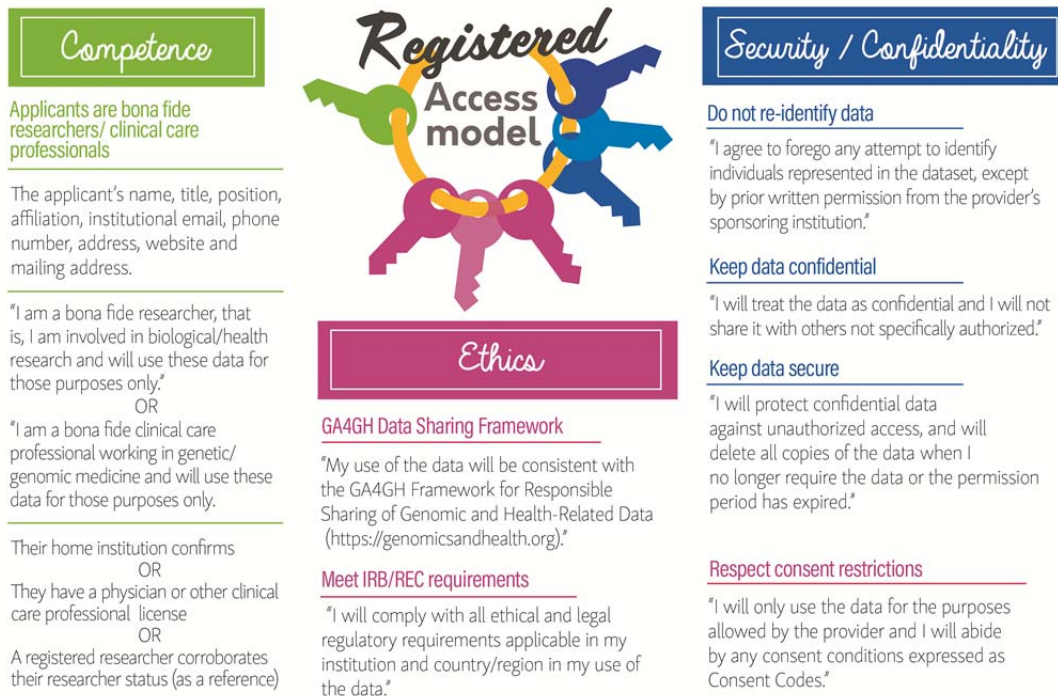 Competence
Applicants are bona fide
researchers/ clinical care
professionals
The applicant's name, title, position,
affiliation, institutional email, phone
number, address, website and
mailing address.
"I am a bona fide researcher, that
is, I am involved in biological/health
research and will use these data for
those purposes only."
OR
"I am a bona fide clinical care
professional working in genetic/
genomic medicine and will use these
data for those purposes only.
Their home institution confirms
OR
They have a physician or other clinical
care professional license
OR
A registered researcher corroborates
their researcher status (as a reference)
Registered
Access
model
Ethics
GA4GH Data Sharing Framework
"My use of the data will be consistent with
the GA4GH Framework for Responsible
Sharing of Genomic and Health-Related Data
(https://genomicsandhealth.org)."
Meet IRB/REC requirements
"I will comply with all ethical and legal
regulatory requirements applicable in my
institution and country/region in my use of
the data."
Security / Confidentiality
Do not re-identify data
"I agree to forego any attempt to identify
individuals represented in the dataset, except
by prior written permission from the provider's
sponsoring institution."
Keep data confidential
"I will treat the data as confidential and I will not
share it with others not specifically authorized."
Keep data secure
"I will protect confidential data
against unauthorized access, and will
delete all copies of the data when I
no longer require the data or the permission
period has expired."
Respect consent restrictions
"I will only use the data for the purposes
allowed by the provider and I will abide
by any consent conditions expressed as
Consent Codes."